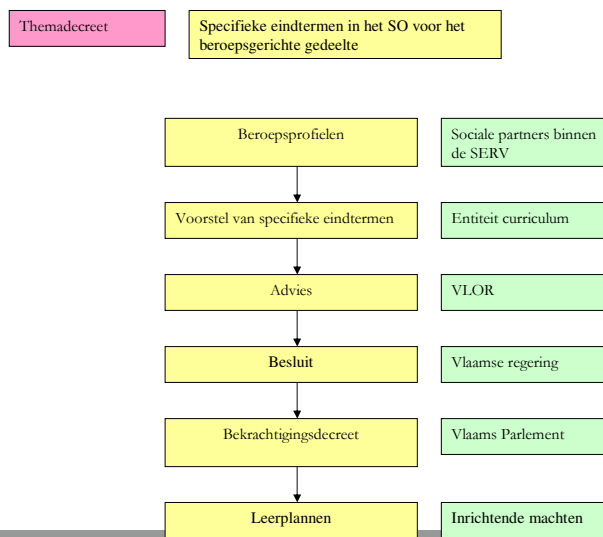 Themadecreet
Specifieke eindtermen in het SO voor het
beroepsgerichte gedeelte
Beroepsprofielen
Sociale partners binnen
de SERV
Voorstel van specifieke eindtermen
Entiteit curriculum
Advies
VLOR
Besluit
Vlaamse regering
Bekrachtigingsdecreet
Vlaams Parlement
Leerplannen
Inrichtende machten